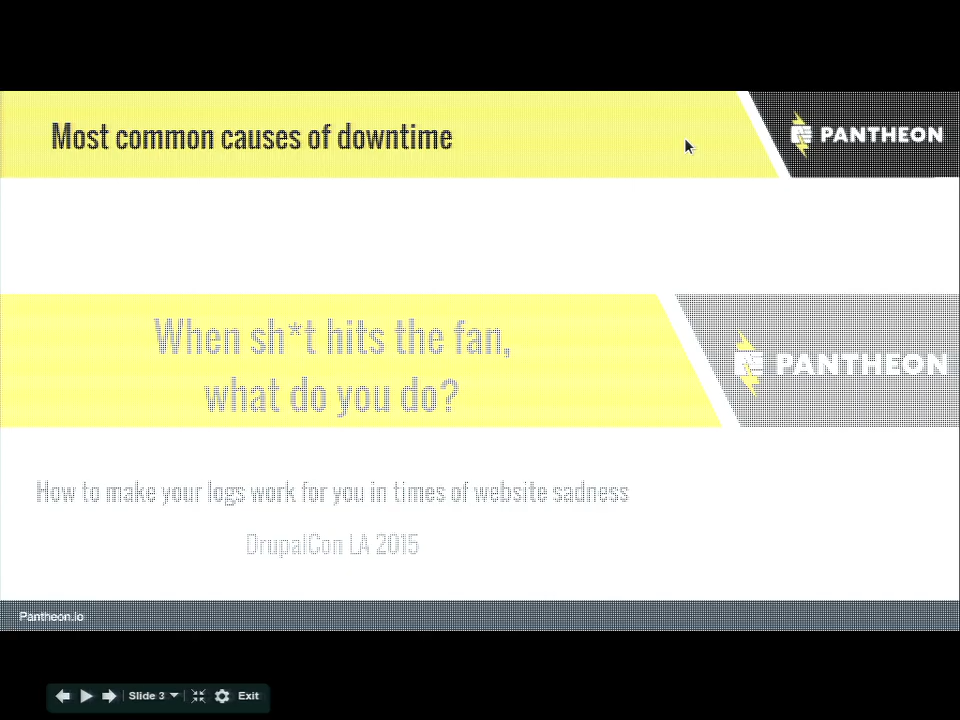 Most common causes of downtime
PANTHEON
When sh*t hits the fan,
what do you do?
PANTHEON
How to make your logs work for you in times of website sadness
DrupalCon LA 2015
Pantheon.io
Slide 3
Exit